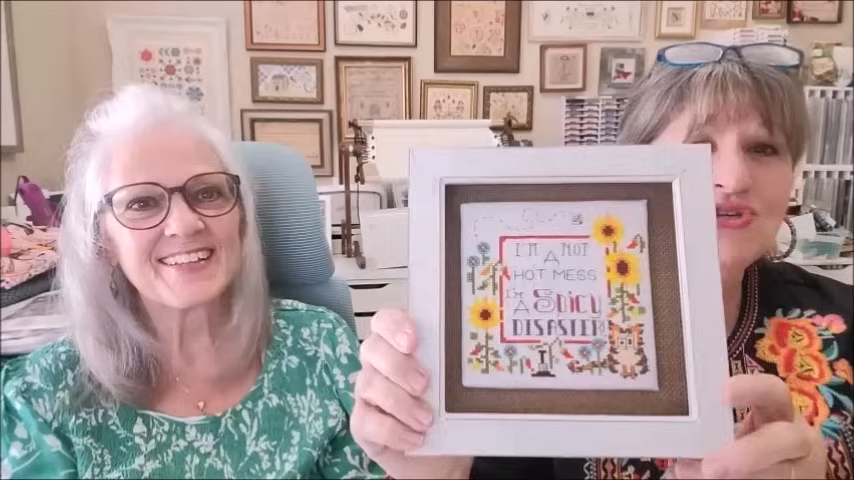 I'M NOT
A
HOT MESS
I'M A SPICY
DISASTER